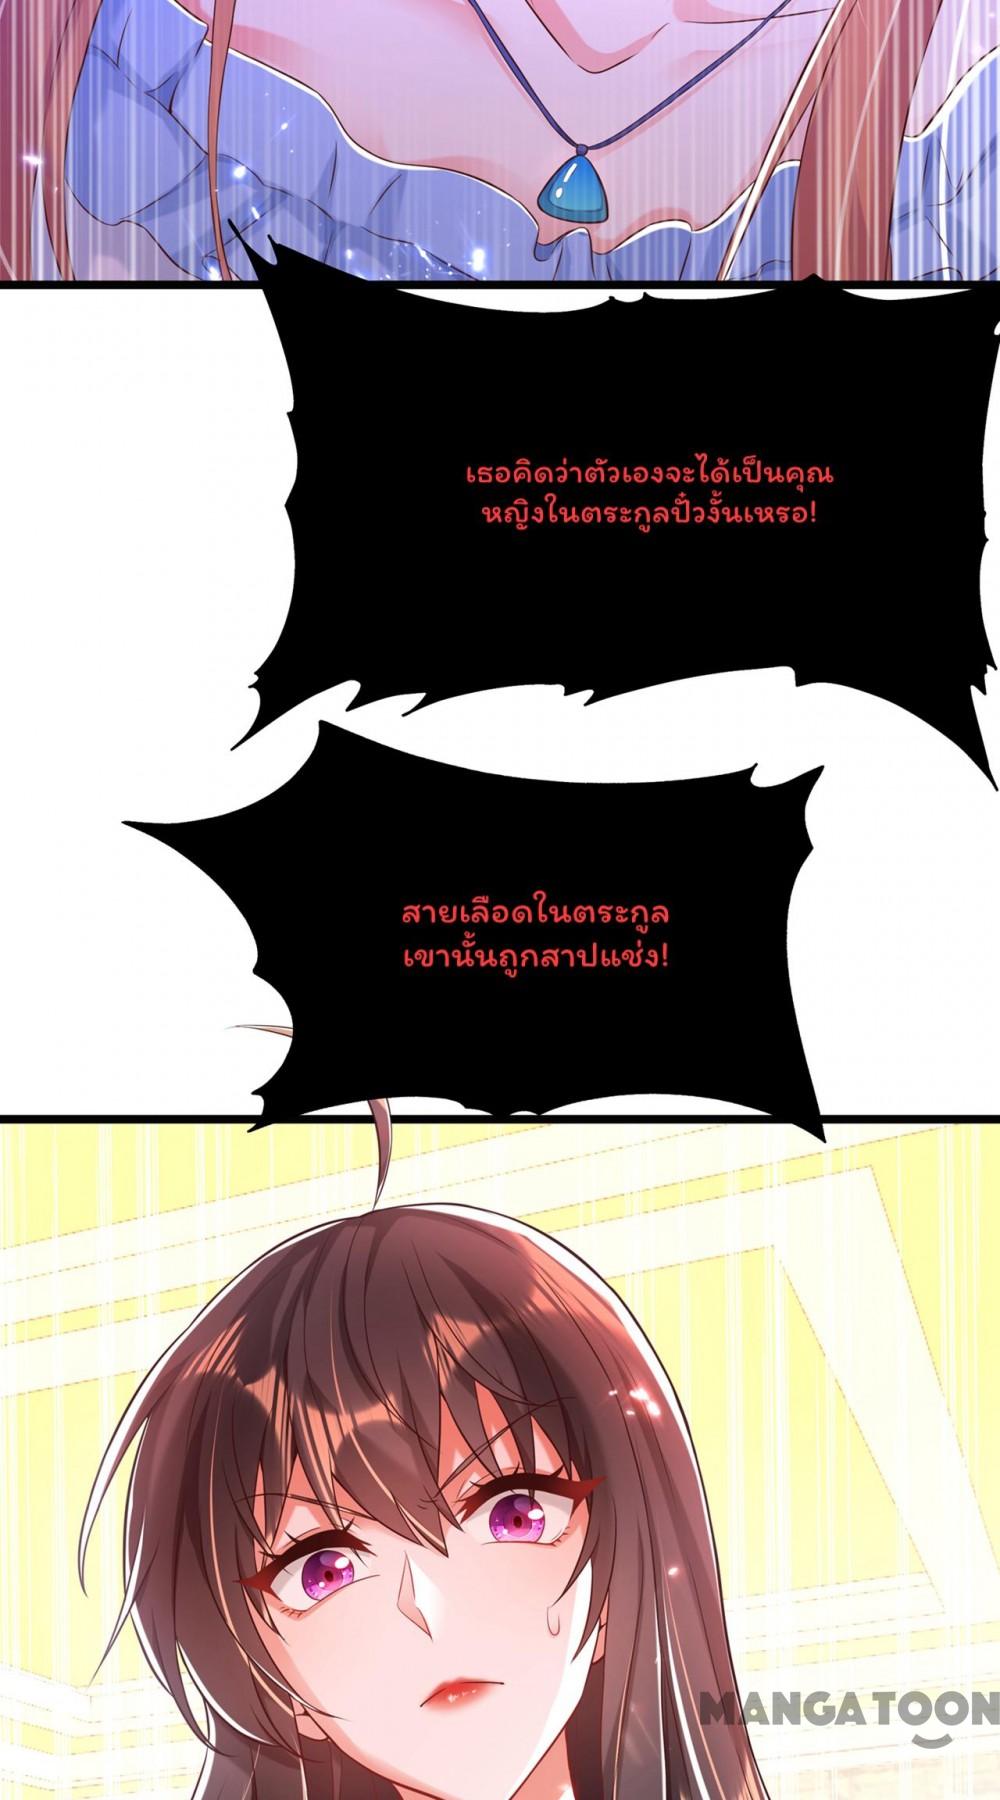 เธอคิดว่าตัวเองจะได้เป็นคุณ
หญิงในตระกูลปั๋วงั้นเหรอ!
สายเลือดในตระกูล
เขานั้นถูกสาปแช่ง!
MANGATOON